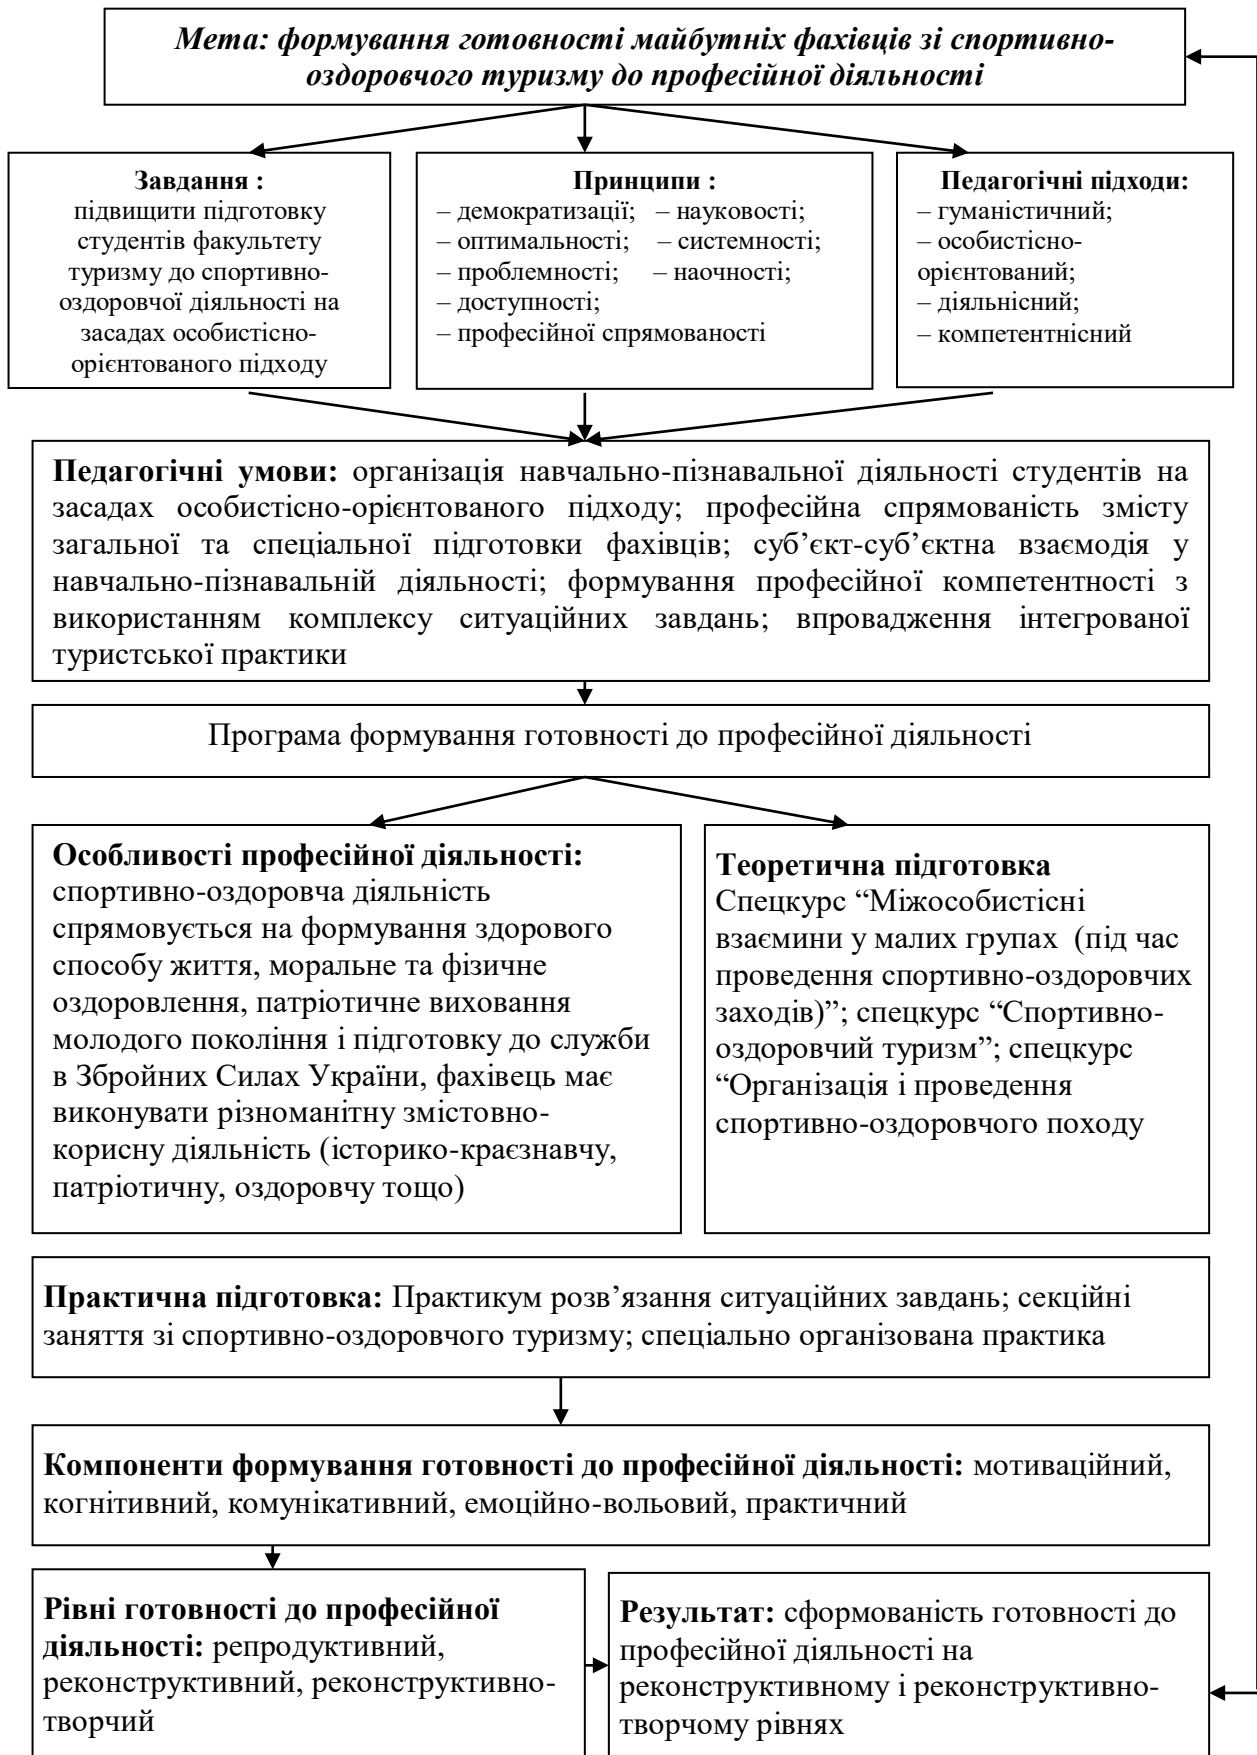 Мета: формування готовності майбутніх фахівців зі спортивно-
оздоровчого туризму до професійної діяльності
Завдання :
підвищити підготовку
студентів факультету
туризму до спортивно-
оздоровчої діяльності на
засадах особистісно-
орієнтованого підходу
Принципи :
– демократизації; – науковості;
– оптимальності; – системності;
– проблемності; – наочності;
– доступності;
– професійної спрямованості
Педагогічні підходи:
– гуманістичний;
– особистісно-
орієнтований;
– діяльнісний;
– компетентнісний
Педагогічні умови: організація навчально-пізнавальної діяльності студентів на
засадах особистісно-орієнтованого підходу; професійна спрямованість змісту
загальної та спеціальної підготовки фахівців; суб’єкт-суб’єктна взаємодія у
навчально-пізнавальній діяльності; формування професійної компетентності з
використанням комплексу ситуаційних завдань; впровадження інтегрованої
туристської практики
Програма формування готовності до професійної діяльності
Особливості професійної діяльності:
спортивно-оздоровча діяльність
спрямовується на формування здорового
способу життя, моральне та фізичне
оздоровлення, патріотичне виховання
молодого покоління і підготовку до служби
в Збройних Силах України, фахівець має
виконувати різноманітну змістовно-
корисну діяльність (історико-краєзнавчу,
патріотичну, оздоровчу тощо)
Теоретична підготовка
Спецкурс “Міжособистісні
взаємини у малих групах (під час
проведення спортивно-оздоровчих
заходів)”; спецкурс “Спортивно-
оздоровчий туризм”; спецкурс
“Організація і проведення
спортивно-оздоровчого походу
Практична підготовка: Практикум розв’язання ситуаційних завдань; секційні
заняття зі спортивно-оздоровчого туризму; спеціально організована практика
Компоненти формування готовності до професійної діяльності: мотиваційний,
когнітивний, комунікативний, емоційно-вольовий, практичний
Рівні готовності до професійної
діяльності: репродуктивний,
реконструктивний, реконструктивно-
творчий
Результат: сформованість готовності до
професійної діяльності на
реконструктивному і реконструктивно-
творчому рівнях